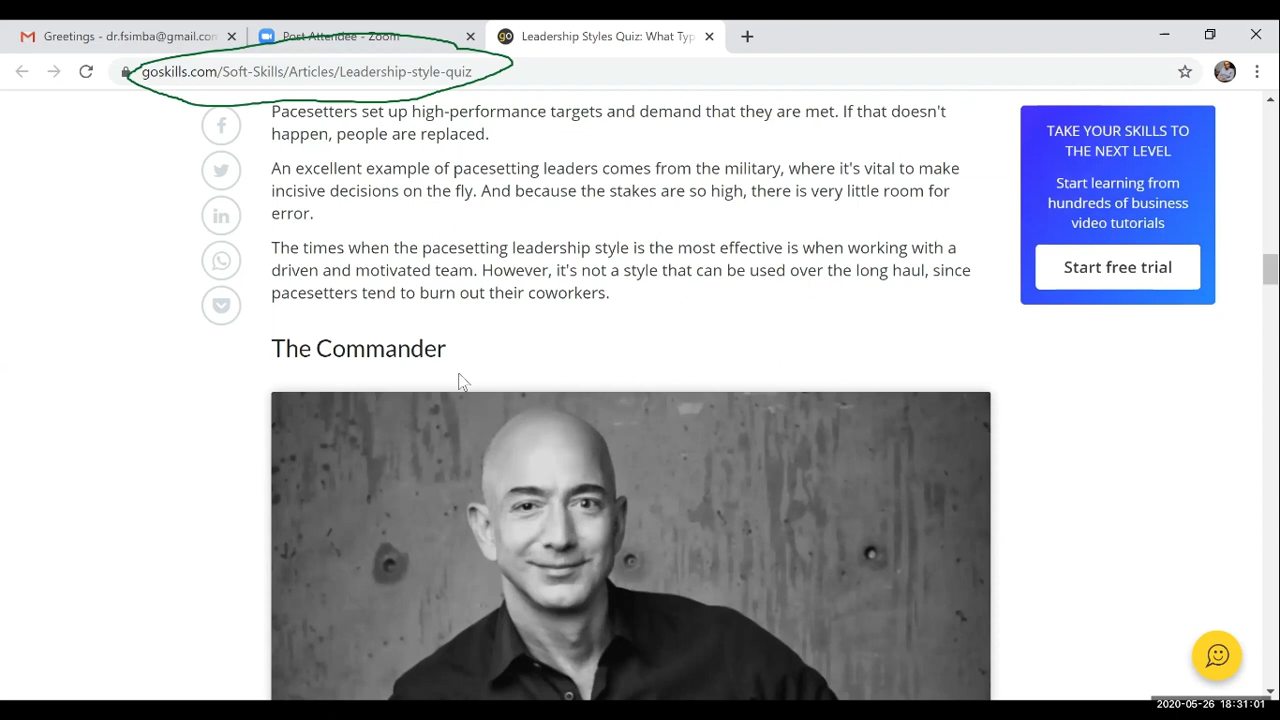 Greetings - dr.fsimba@gmail.con
Post Attendee - Zoom
go
Leadership Styles Quiz: What Typ
goskills.com/Soft-Skills/Articles/Leadership-style-quiz
Pacesetters set up high-performance targets and demand that they are met. If that doesn't
happen, people are replaced.
An excellent example of pacesetting leaders comes from the military, where it's vital to make
incisive decisions on the fly. And because the stakes are so high, there is very little room for
error.
The times when the pacesetting leadership style is the most effective is when working with a
driven and motivated team. However, it's not a style that can be used over the long haul, since
pacesetters tend to burn out their coworkers.
The Commander
TAKE YOUR SKILLS TO
THE NEXT LEVEL
Start learning from
hundreds of business
video tutorials
Start free trial
2020-05-26 18:31:01